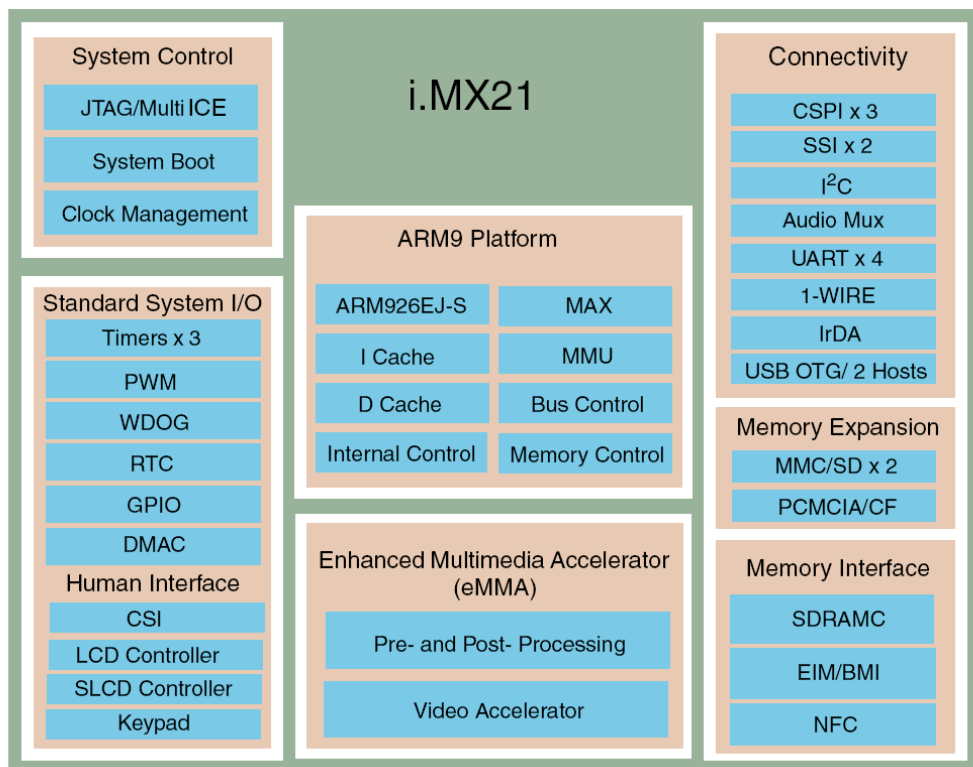 i.MX21
System Control
JTAG/Multi ICE
System Boot
Clock Management
Standard System I/O
Timers x 3
PWM
WDOG
RTC
GPIO
DMAC
Human Interface
CSI
LCD Controller
SLCD Controller
Keypad
ARM9 Platform
ARM926EJ-S
MAX
I Cache
MMU
D Cache
Bus Control
Internal Control
Memory Control
Enhanced Multimedia Accelerator
(eMMA)
Pre- and Post- Processing
Video Accelerator
Connectivity
CSPI x 3
SSI x 2
I²C
Audio Mux
UART x 4
1-WIRE
IrDA
USB OTG/ 2 Hosts
Memory Expansion
MMC/SD x 2
PCMCIA/CF
Memory Interface
SDRAMC
EIM/BMI
NFC